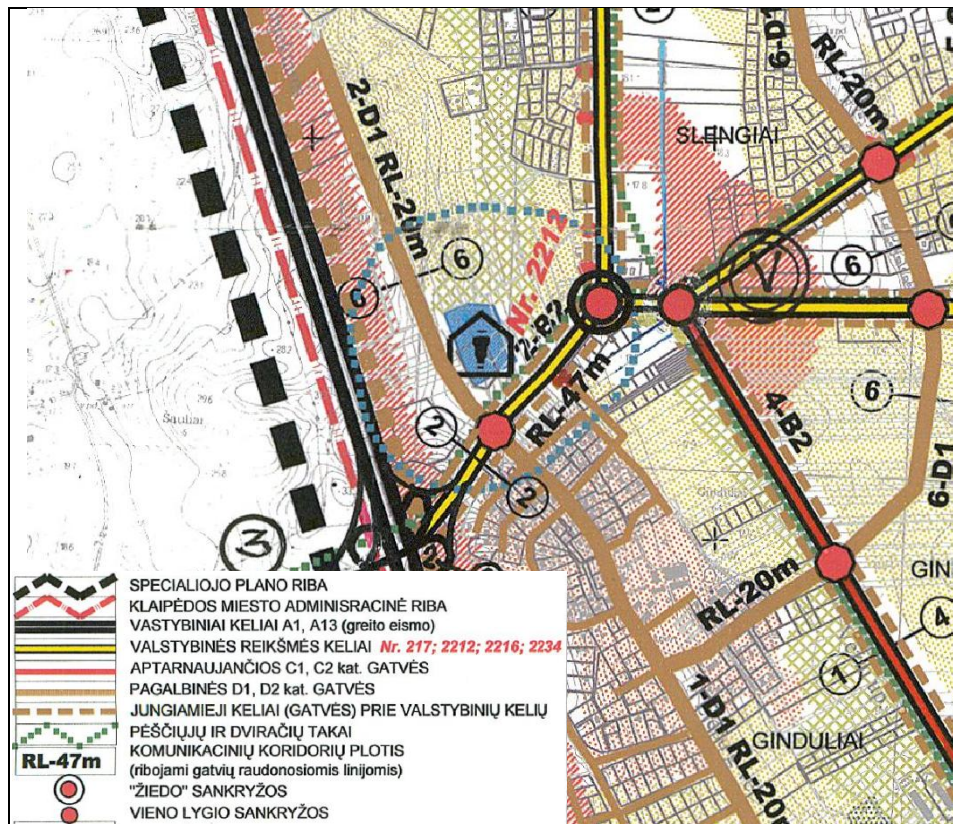 2-D1 RL-20m
6-D
RL-20m
SLENGIAI
Nr. 2212
6
6
6
V
RL-47m
4-B2
6
Šauliai
2
2
3
Ginduliai
6-D1
RL-20m
4
1
1-D1 RL-20m
GINDULIAI
SPECIALIOJO PLANO RIBA
KLAIPĖDOS MIESTO ADMINISRACINĖ RIBA
VASTYBINIAI KELIAI A1, A13 (greito eismo)
VALSTYBINĖS REIKŠMĖS KELIAI Nr. 217; 2212; 2216; 2234
APTARNAUJANČIOS C1, C2 kat. GATVĖS
PAGALBINĖS D1, D2 kat. GATVĖS
JUNGIAMIEJI KELIAI (GATVĖS) PRIE VALSTYBINIŲ KELIŲ
PĖSČIŲJŲ IR DVIRAČIŲ TAKAI
RL-47m KOMUNIKACINIŲ KORIDORIŲ PLOTIS
(ribojami gatvių raudonosiomis linijomis)
"ŽIEDO" SANKRYŽOS
VIENO LYGIO SANKRYŽOS